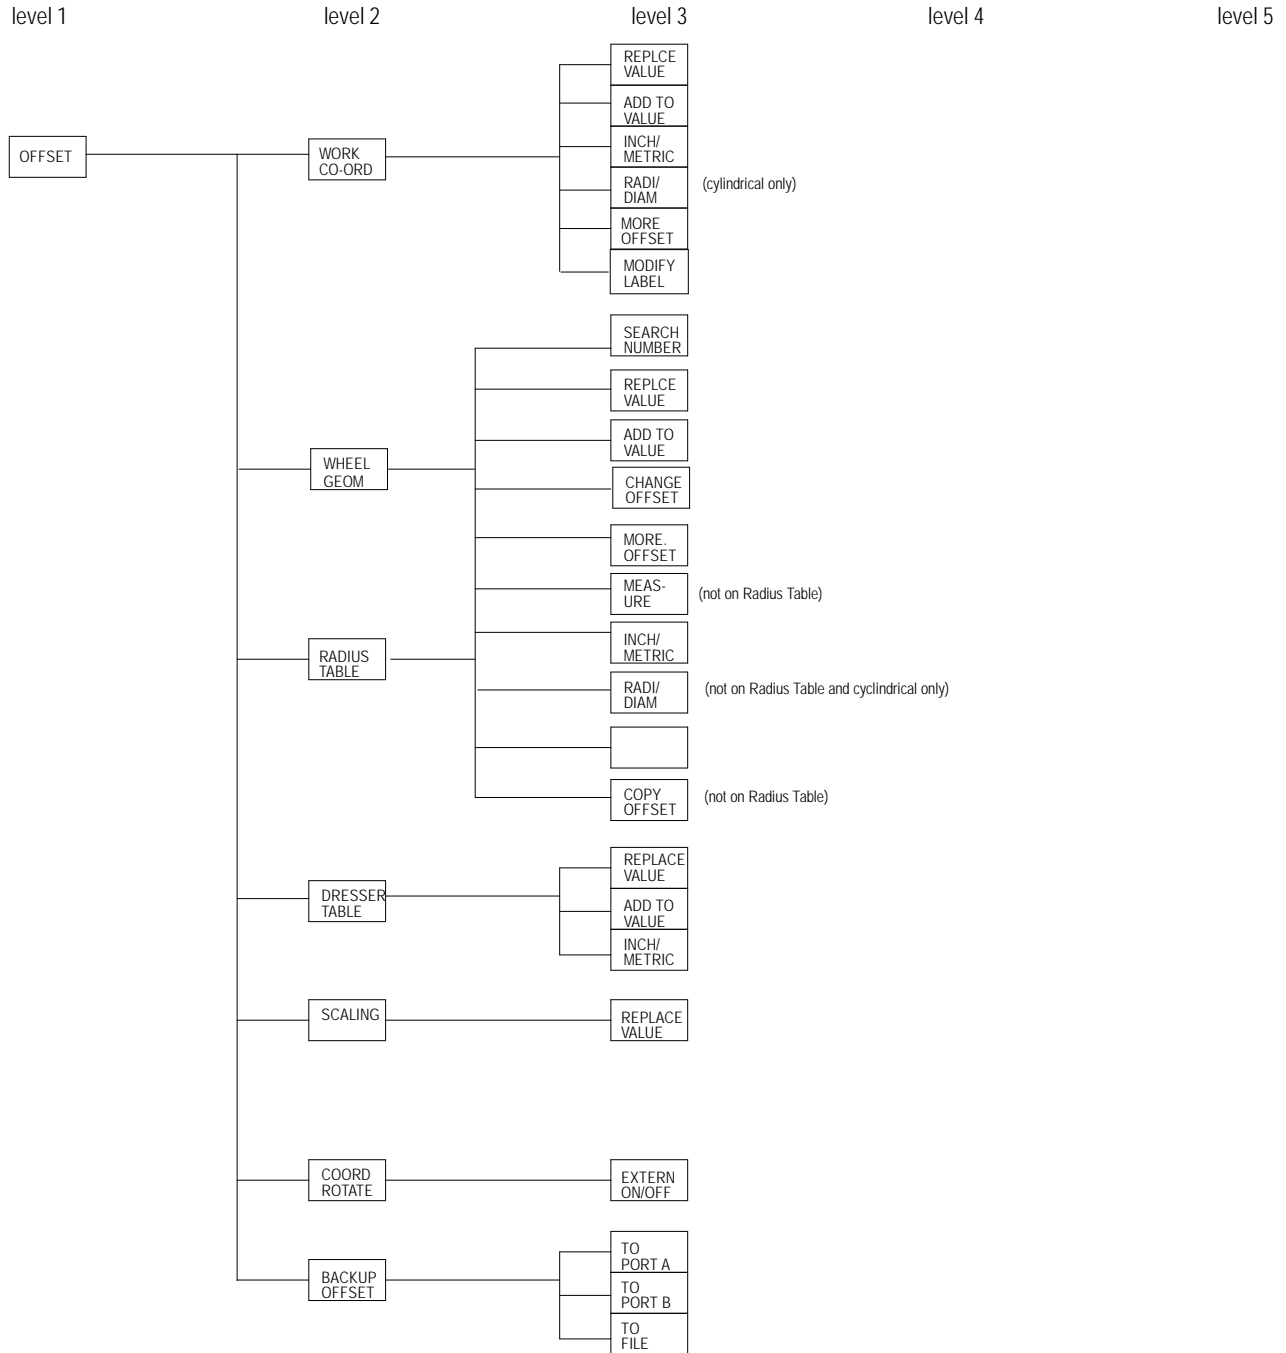 level 1
level 2
level 3
level 4
level 5
OFFSET
WORK
CO-ORD
REPLCE
VALUE
ADD TO
VALUE
INCH/
METRIC
RADI/
DIAM
(cylindrical only)
MORE
OFFSET
MODIFY
LABEL
WHEEL
GEOM
RADIUS
TABLE
SEARCH
NUMBER
REPLCE
VALUE
ADD TO
VALUE
CHANGE
OFFSET
MORE.
OFFSET
MEAS-
URE
(not on Radius Table)
INCH/
METRIC
RADI/
DIAM
(not on Radius Table and cyclindrical only)
COPY
OFFSET
(not on Radius Table)
DRESSER
TABLE
REPLACE
VALUE
ADD TO
VALUE
INCH/
METRIC
SCALING
REPLACE
VALUE
COORD
ROTATE
EXTERN
ON/OFF
BACKUP
OFFSET
TO
PORT A
TO
PORT B
TO
FILE